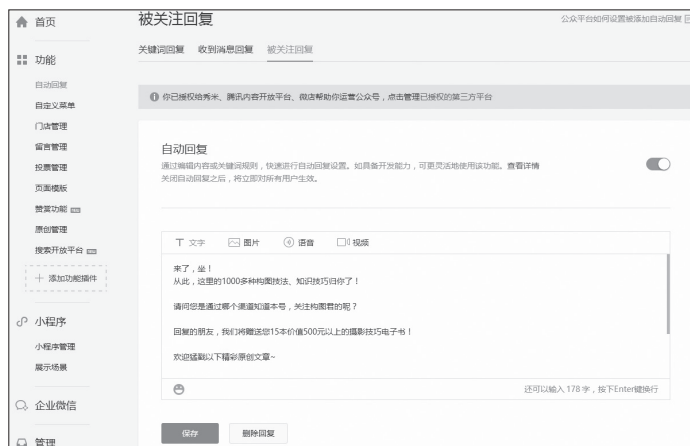 首页
功能
自动回复
自定义菜单
门店管理
留言管理
投票管理
页面模版
赞赏功能
原创管理
搜索开放平台
添加功能插件
小程序
小程序管理
展示场景
企业微信
管理
被关注回复
公众平台如何设置被添加自动回复
关键词回复 收到消息回复 被关注回复
你已授权给秀米、腾讯内容开放平台、微店帮助你运营公众号，点击管理已授权的第三方平台
自动回复
通过编辑内容或关键词规则，快速进行自动回复设置。如具备开发能力，可更灵活地使用该功能。查看详情
关闭自动回复之后，将立即对所有用户生效。
文字 图片 语音 视频
来了，坐！
从此，这里的1000多种构图技法、知识技巧归你了！
请问您是通过哪个渠道知道本号，关注构图君的呢？
回复的朋友，我们将赠送您15本价值500元以上的摄影技巧电子书！
欢迎猛戳以下精彩原创文章~
还可以输入 178 字，按下Enter键换行
保存 删除回复